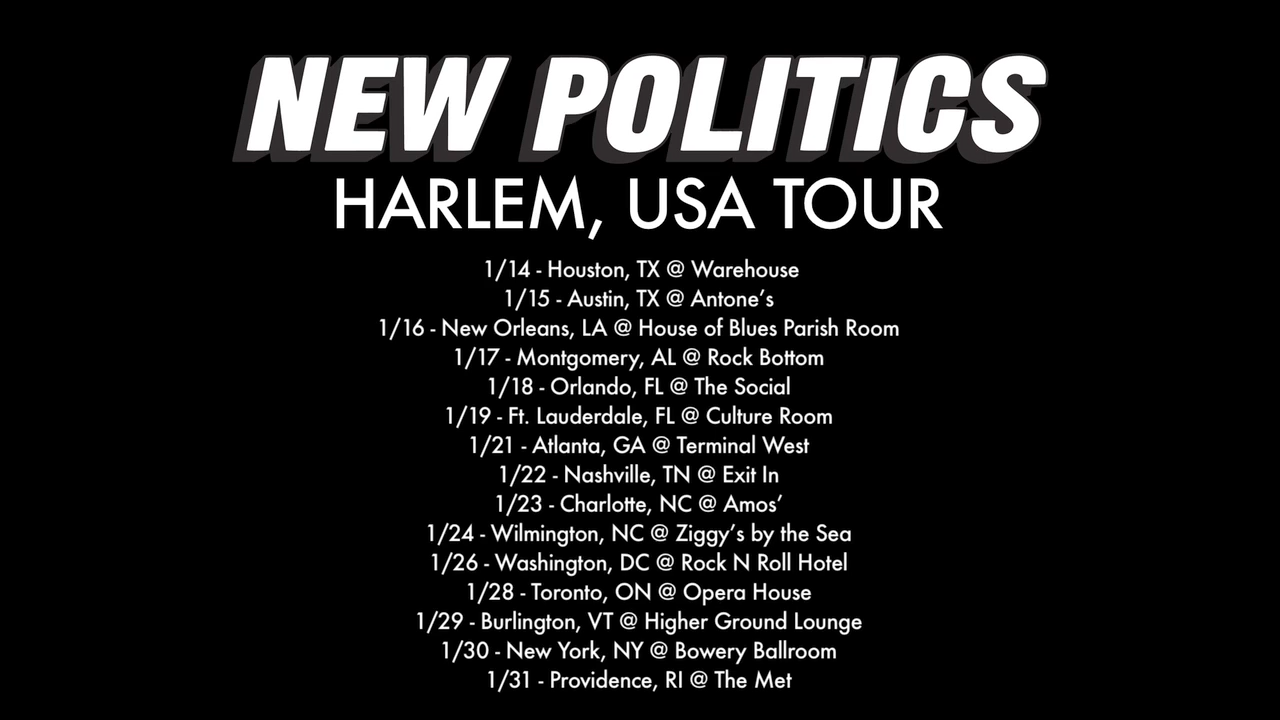 NEW POLITICS
HARLEM, USA TOUR
1/14 - Houston, TX @ Warehouse
1/15 - Austin, TX @ Antone’s
1/16 - New Orleans, LA @ House of Blues Parish Room
1/17 - Montgomery, AL @ Rock Bottom
1/18 - Orlando, FL @ The Social
1/19 - Ft. Lauderdale, FL @ Culture Room
1/21 - Atlanta, GA @ Terminal West
1/22 - Nashville, TN @ Exit In
1/23 - Charlotte, NC @ Amos’
1/24 - Wilmington, NC @ Ziggy’s by the Sea
1/26 - Washington, DC @ Rock N Roll Hotel
1/28 - Toronto, ON @ Opera House
1/29 - Burlington, VT @ Higher Ground Lounge
1/30 - New York, NY @ Bowery Ballroom
1/31 - Providence, RI @ The Met